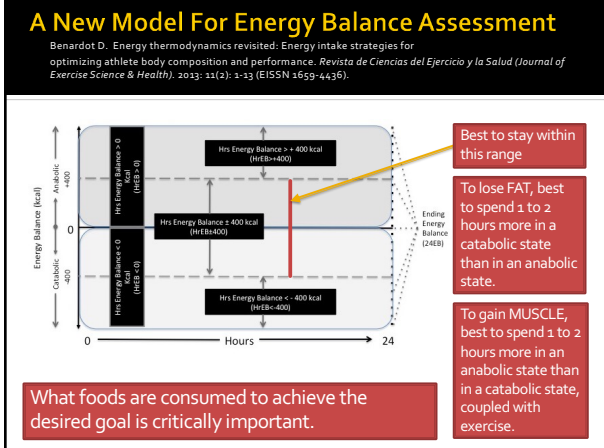 A New Model For Energy Balance Assessment
Benardot D. Energy thermodynamics revisited: Energy intake strategies for
optimizing athlete body composition and performance. Revista de Ciencias del Ejercicio y la Salud (Journal of
Exercise Science & Health). 2013: 11(2): 1-13 (EISSN 1659-4436).
Energy Balance (kcal)
Anabolic
Catabolic
+400
0
-400
Hrs Energy Balance > 0
Kcal
(HrEB > 0)
Hrs Energy Balance < 0
Kcal
(HrEB < 0)
Hrs Energy Balance > + 400 kcal
(HrEB>+400)
Hrs Energy Balance ± 400 kcal
(HrEB±400)
Hrs Energy Balance < - 400 kcal
(HrEB<-400)
Ending
Energy
Balance
(24EB)
0
Hours
24
Best to stay within
this range
To lose FAT, best
to spend 1 to 2
hours more in a
catabolic state
than in an anabolic
state.
To gain MUSCLE,
best to spend 1 to 2
hours more in an
anabolic state than
in a catabolic state,
coupled with
exercise.
What foods are consumed to achieve the
desired goal is critically important.